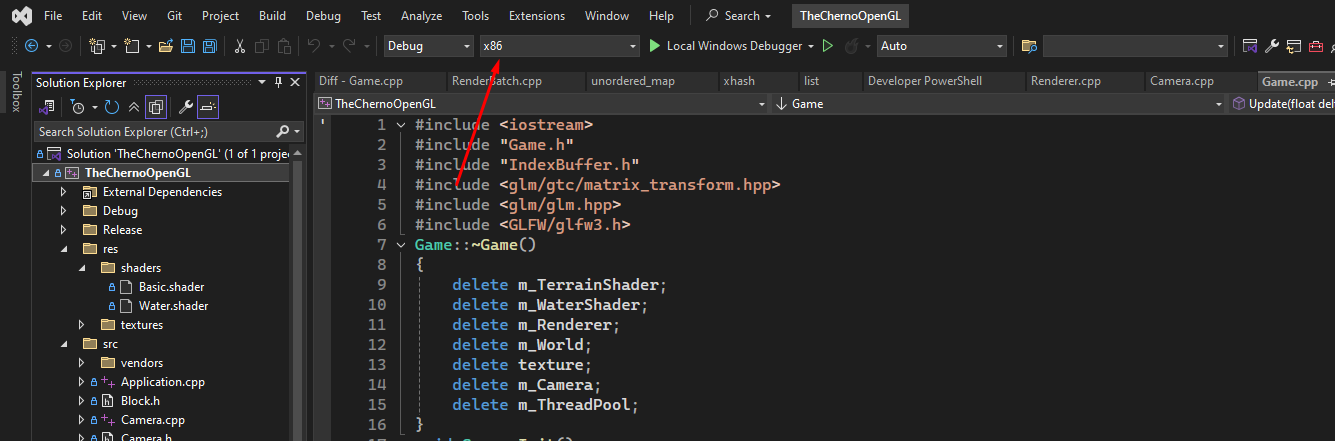 File Edit View Git Project Build Debug Test Analyze Tools Extensions Window Help Search TheChernoOpenGL
Debug x86 Local Windows Debugger Auto
Toolbox
Solution Explorer
Search Solution Explorer (Ctrl+;)
Solution 'TheChernoOpenGL' (1 of 1 projec
TheChernoOpenGL
External Dependencies
Debug
Release
res
shaders
Basic.shader
Water.shader
textures
src
vendors
Application.cpp
Block.h
Camera.cpp
Camera.h
Diff - Game.cpp RenderBatch.cpp unordered_map xhash list Developer PowerShell Renderer.cpp Camera.cpp Game.cpp
TheChernoOpenGL Game Update(float delt
1 #include <iostream>
2 #include "Game.h"
3 #include "IndexBuffer.h"
4 #include <glm/gtc/matrix_transform.hpp>
5 #include <glm/glm.hpp>
6 #include <GLFW/glfw3.h>
7 Game::~Game()
8 {
9 delete m_TerrainShader;
10 delete m_WaterShader;
11 delete m_Renderer;
12 delete m_World;
13 delete texture;
14 delete m_Camera;
15 delete m_ThreadPool;
16 }